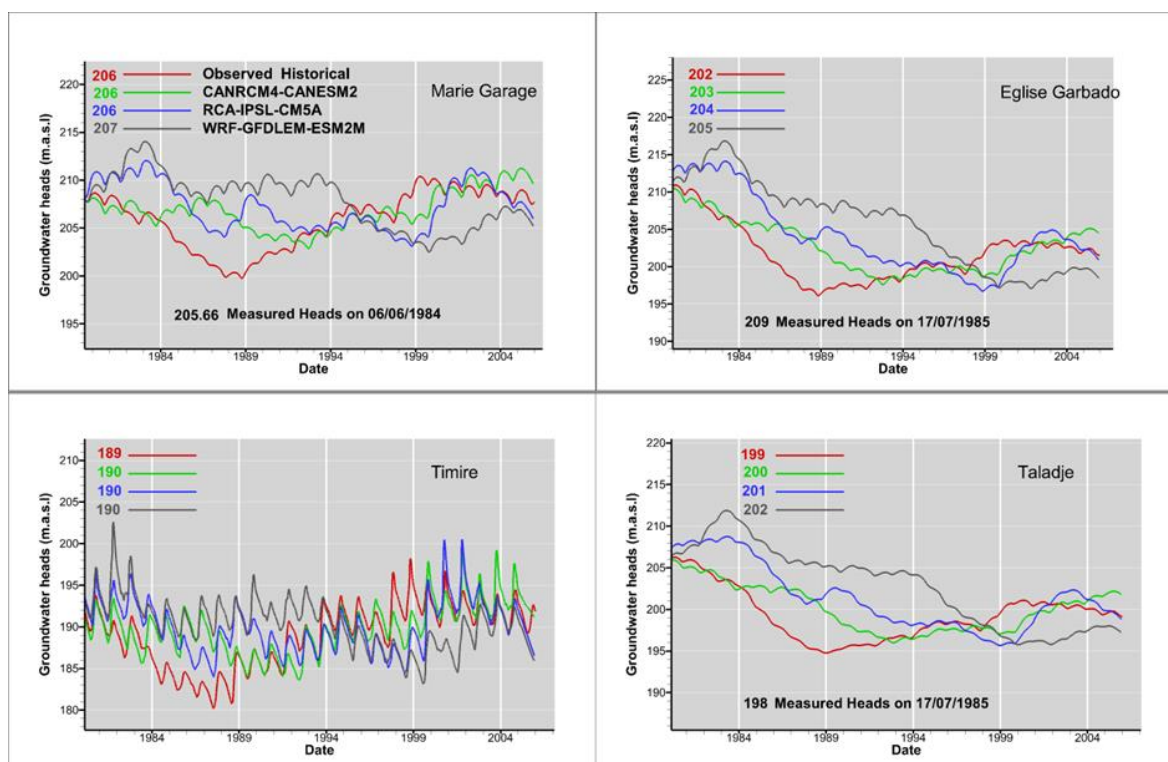 220
215
210
205
200
195
Groundwater heads (m.a.s.l)
206 Observed Historical
206 CANRCM4-CANESM2
206 RCA-IPSL-CM5A
207 WRF-GFDLEM-ESM2M
Marie Garage
205.66 Measured Heads on 06/06/1984
1984 1989 1994 1999 2004
Date
225
220
215
210
205
200
195
190
Groundwater heads (m.a.s.l)
202
203
204
205
Eglise Garbado
209 Measured Heads on 17/07/1985
1984 1989 1994 1999 2004
Date
210
205
200
195
190
185
180
Groundwater heads (m.a.s.l)
189
190
190
190
Timire
1984 1989 1994 1999 2004
Date
220
215
210
205
200
195
190
Groundwater heads (m.a.s.l)
199
200
201
202
Taladje
198 Measured Heads on 17/07/1985
1984 1989 1994 1999 2004
Date